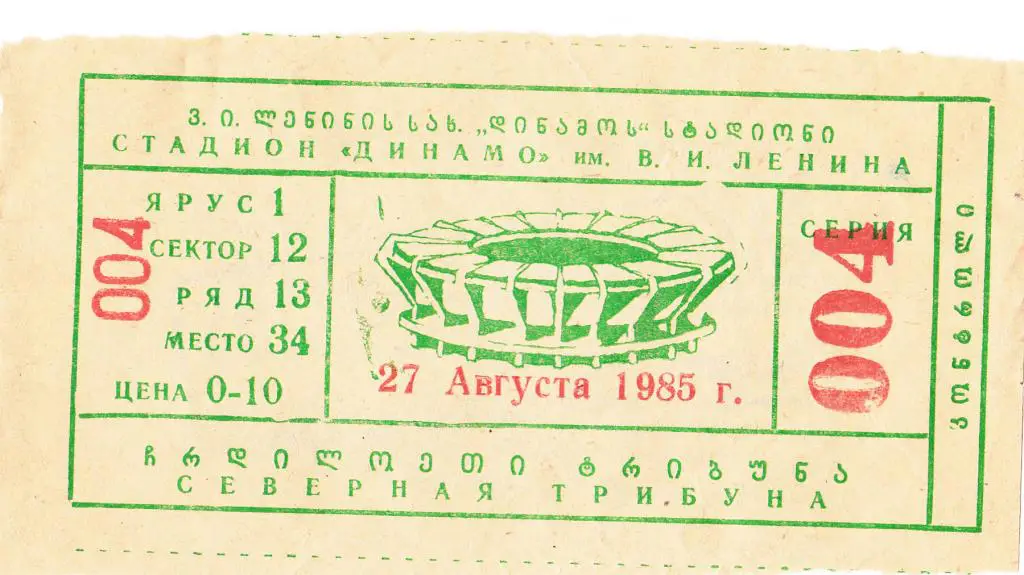 ვ. ი. ლენინის სახ. „დინამოს“ სტადიონი
СТАДИОН «ДИНАМО» им. В. И. ЛЕНИНА
004
ЯРУС 1
СЕКТОР 12
РЯД 13
МЕСТО 34
ЦЕНА 0-10
27 Августа 1985 г.
СЕРИЯ
004
კონტროლი
ჩრდილოეთი ტრიბუნა
СЕВЕРНАЯ ТРИБУНА